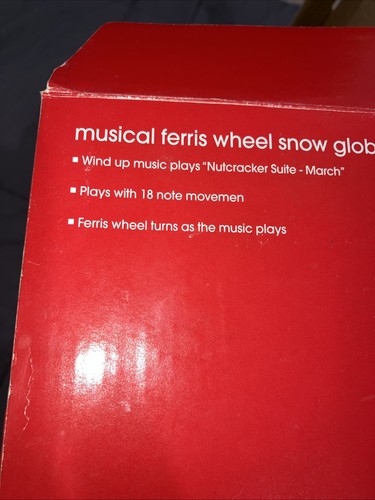 musical ferris wheel snow glob
▪ Wind up music plays "Nutcracker Suite - March"
▪ Plays with 18 note movemen
▪ Ferris wheel turns as the music plays